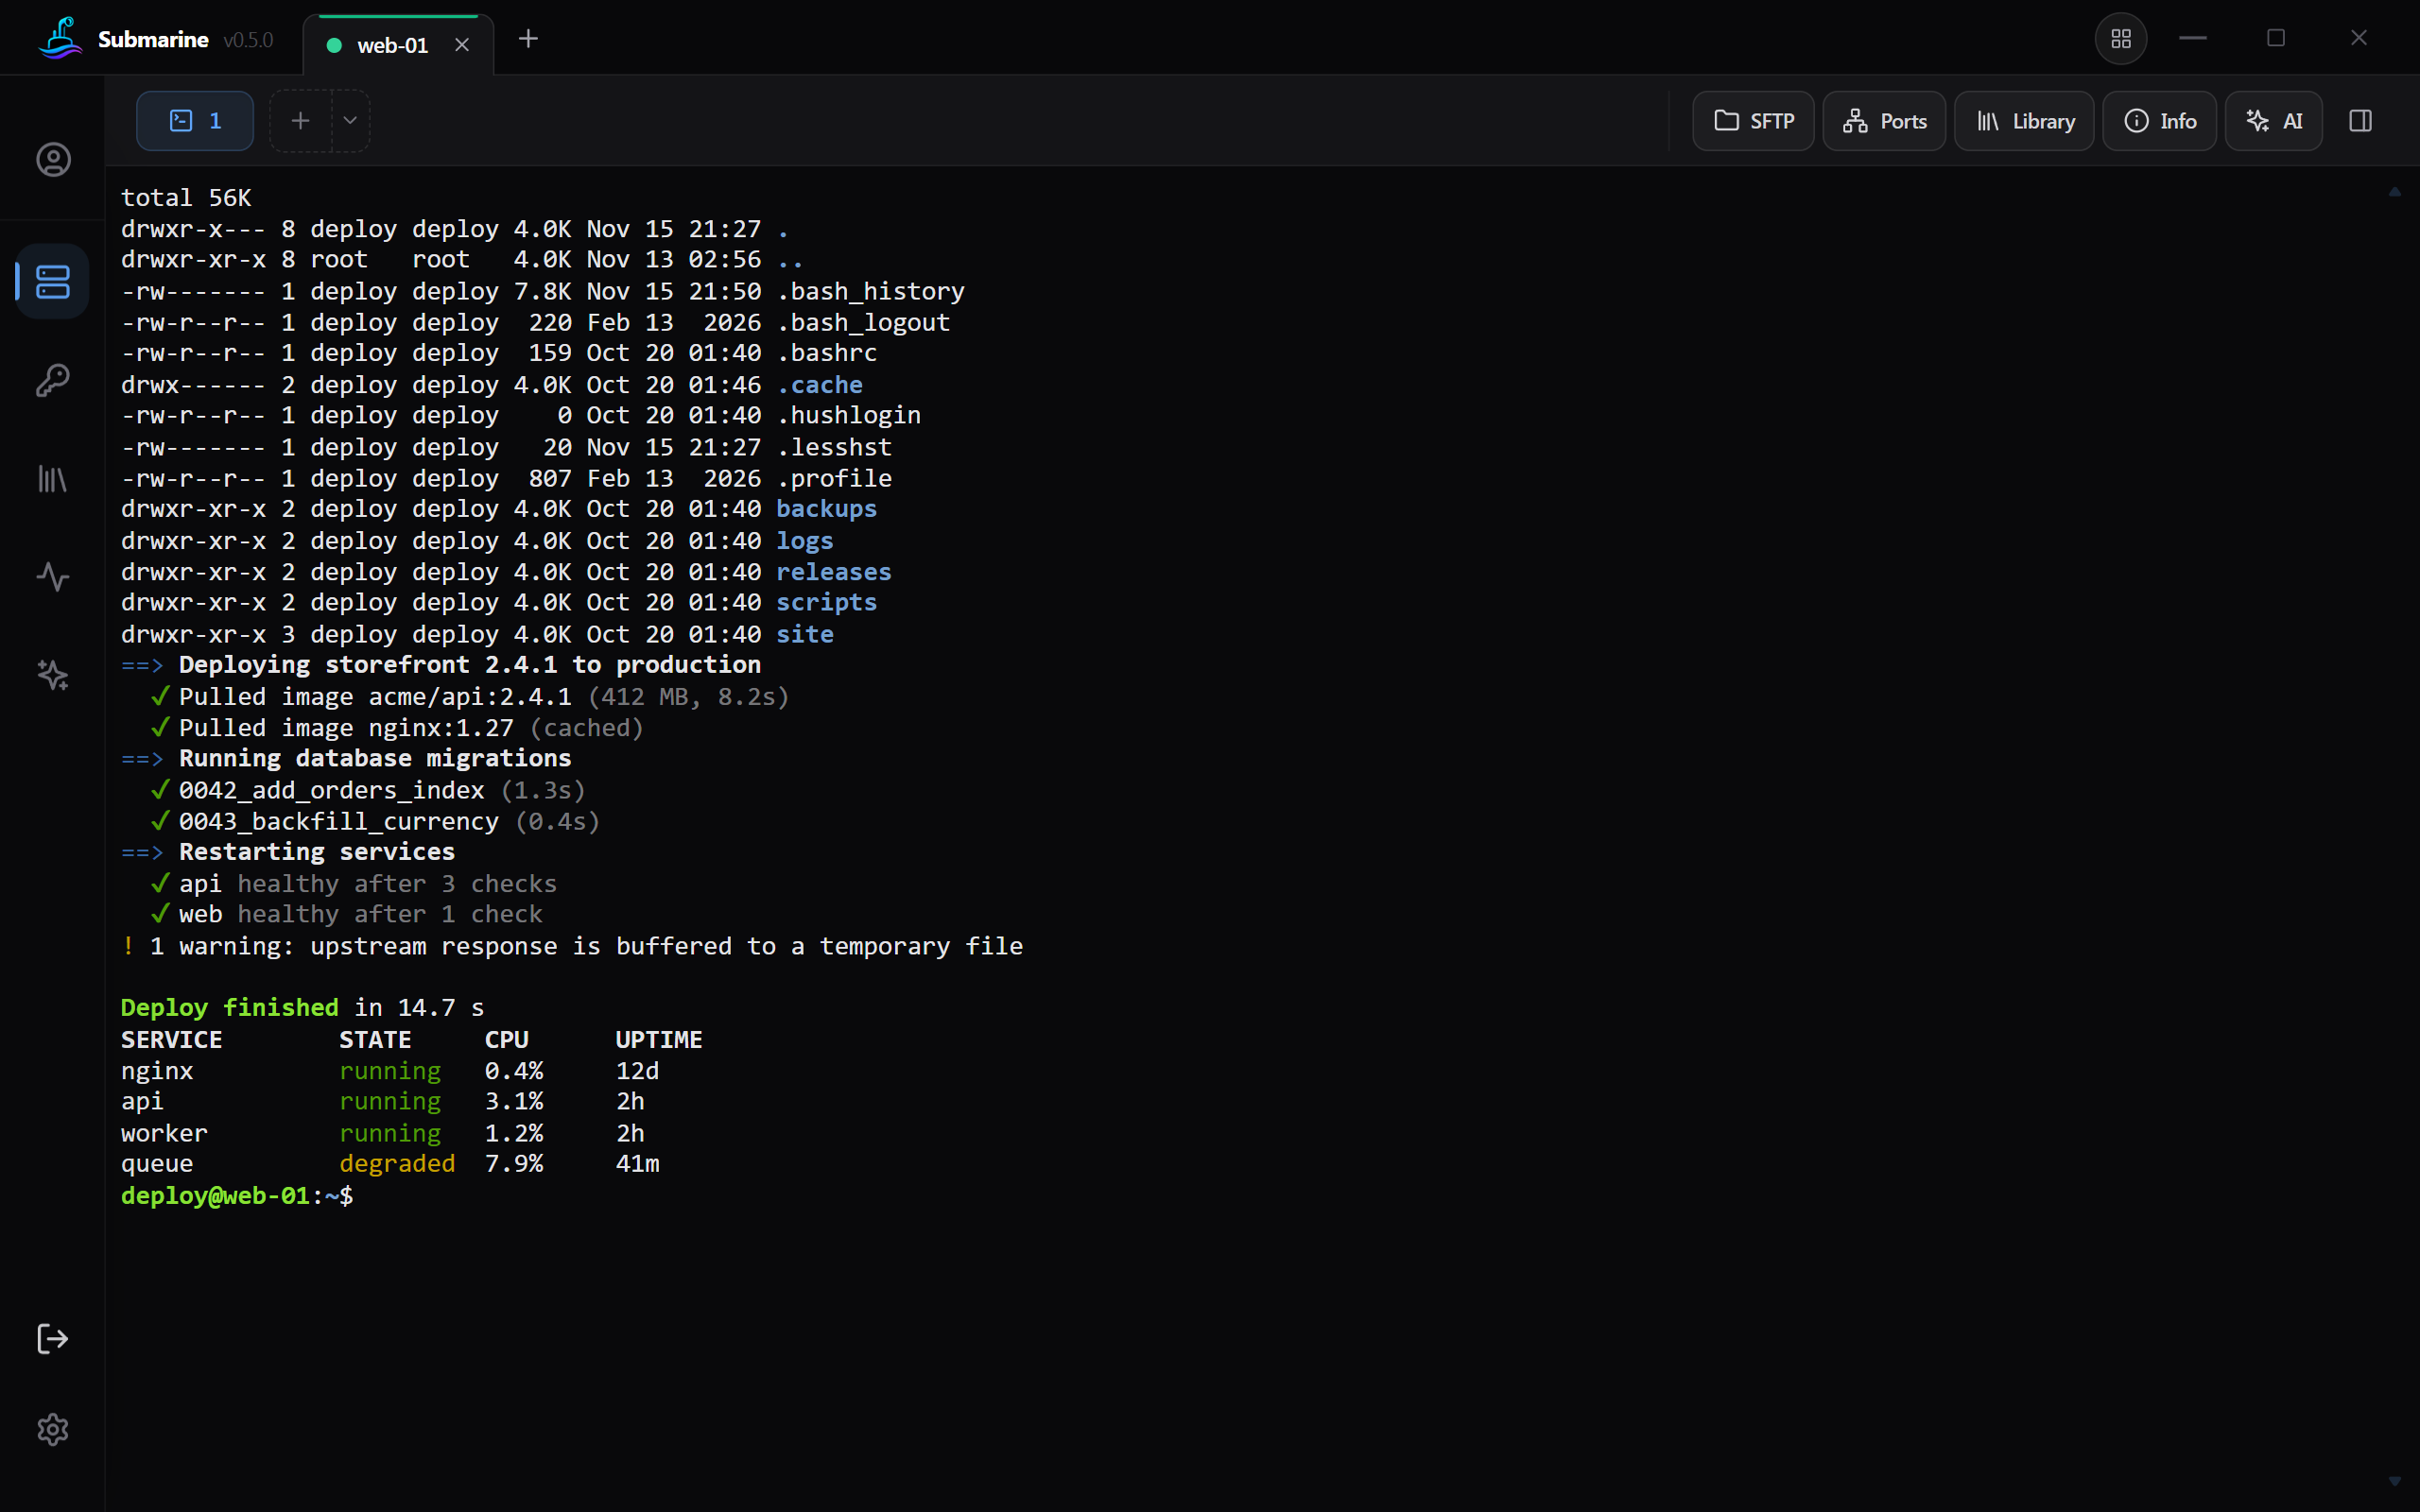 Submarine v0.5.0 web-01
1 SFTP Ports Library Info AI
total 56K
drwxr-x--- 8 deploy deploy 4.0K Nov 15 21:27 .
drwxr-xr-x 8 root   root   4.0K Nov 13 02:56 ..
-rw------- 1 deploy deploy 7.8K Nov 15 21:50 .bash_history
-rw-r--r-- 1 deploy deploy  220 Feb 13  2026 .bash_logout
-rw-r--r-- 1 deploy deploy  159 Oct 20 01:40 .bashrc
drwx------ 2 deploy deploy 4.0K Oct 20 01:46 .cache
-rw-r--r-- 1 deploy deploy    0 Oct 20 01:40 .hushlogin
-rw------- 1 deploy deploy   20 Nov 15 21:27 .lesshst
-rw-r--r-- 1 deploy deploy  807 Feb 13  2026 .profile
drwxr-xr-x 2 deploy deploy 4.0K Oct 20 01:40 backups
drwxr-xr-x 2 deploy deploy 4.0K Oct 20 01:40 logs
drwxr-xr-x 2 deploy deploy 4.0K Oct 20 01:40 releases
drwxr-xr-x 2 deploy deploy 4.0K Oct 20 01:40 scripts
drwxr-xr-x 3 deploy deploy 4.0K Oct 20 01:40 site
==> Deploying storefront 2.4.1 to production
  ✓ Pulled image acme/api:2.4.1 (412 MB, 8.2s)
  ✓ Pulled image nginx:1.27 (cached)
==> Running database migrations
  ✓ 0042_add_orders_index (1.3s)
  ✓ 0043_backfill_currency (0.4s)
==> Restarting services
  ✓ api healthy after 3 checks
  ✓ web healthy after 1 check
! 1 warning: upstream response is buffered to a temporary file
Deploy finished in 14.7 s
SERVICE        STATE     CPU      UPTIME
nginx          running   0.4%     12d
api            running   3.1%     2h
worker         running   1.2%     2h
queue          degraded  7.9%     41m
deploy@web-01:~$